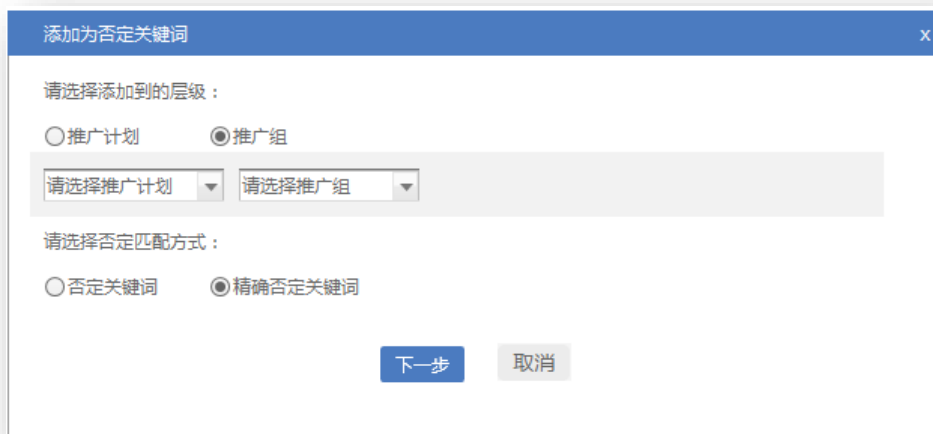 添加为否定关键词 x
请选择添加到的层级：
推广计划 推广组
请选择推广计划 请选择推广组
请选择否定匹配方式：
否定关键词 精确否定关键词
下一步 取消